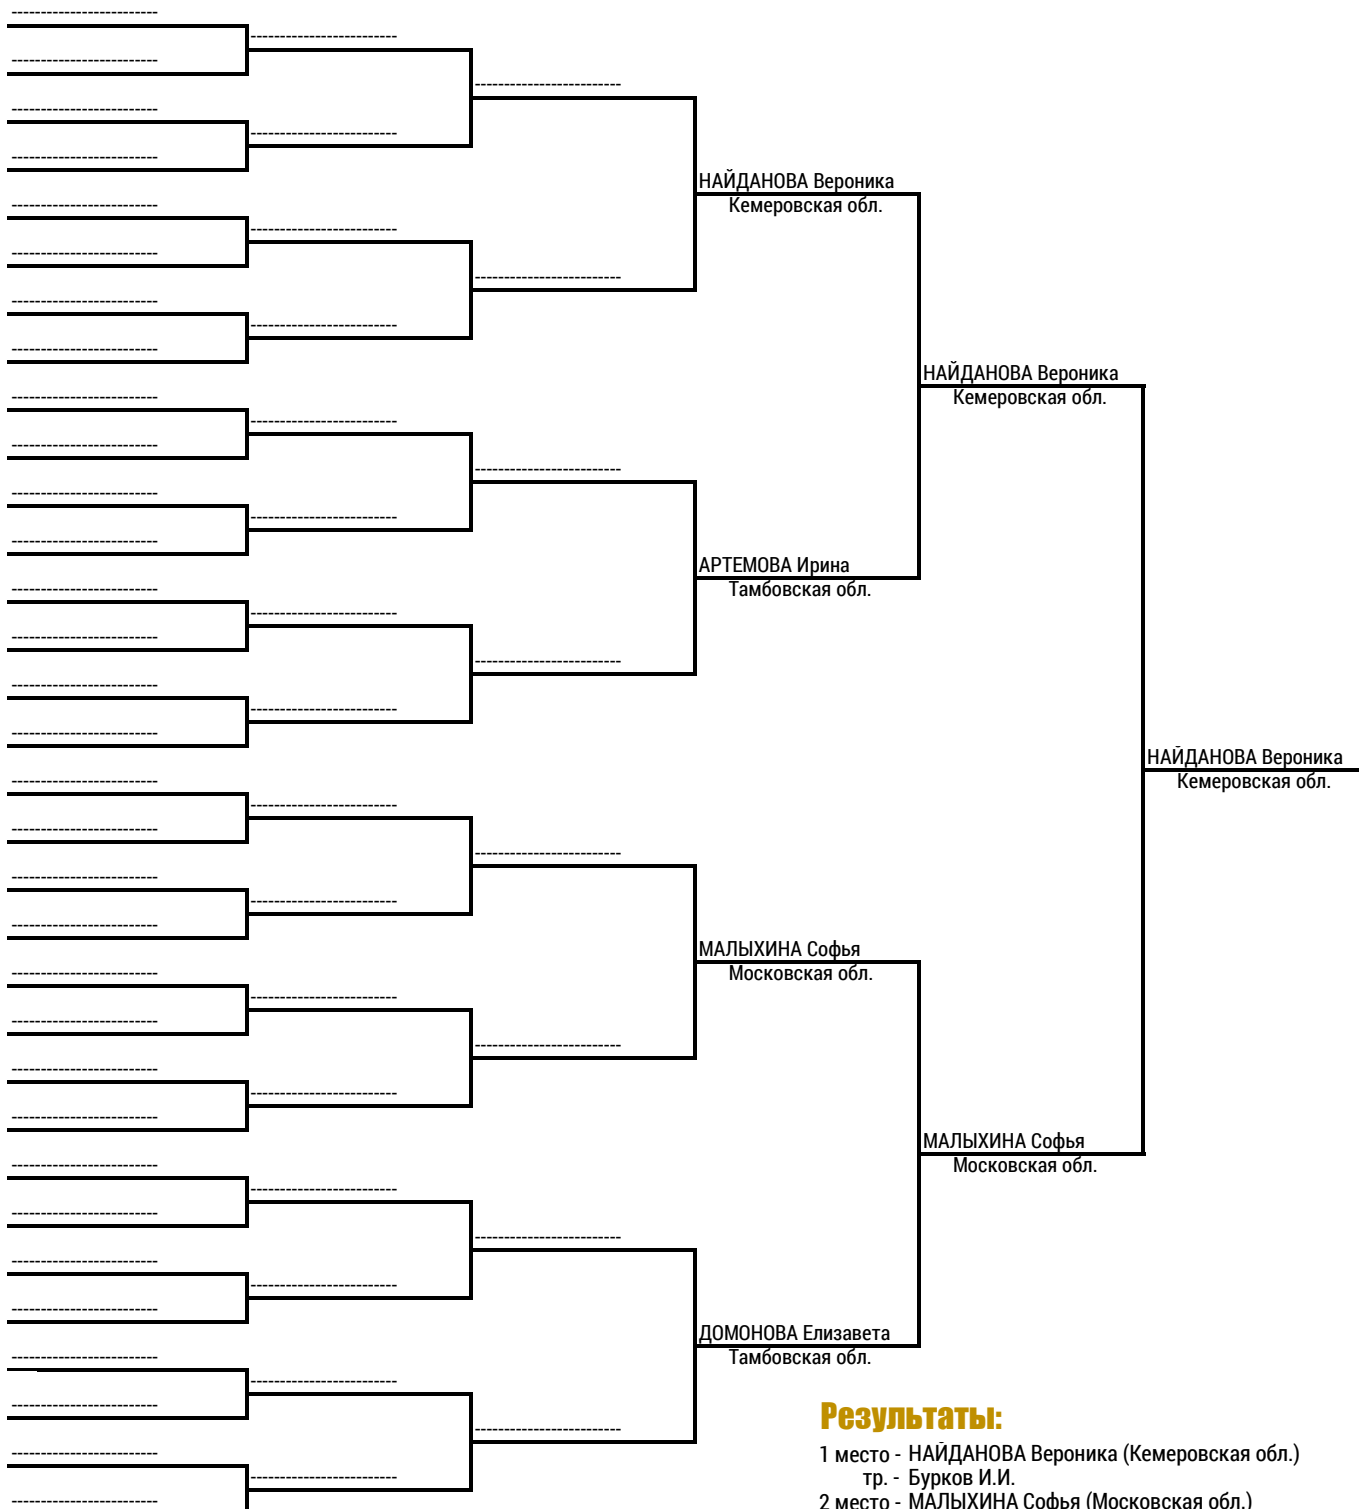 НАЙДАНОВА Вероника
Кемеровская обл.
НАЙДАНОВА Вероника
Кемеровская обл.
АРТЕМОВА Ирина
Тамбовская обл.
НАЙДАНОВА Вероника
Кемеровская обл.
МАЛЫХИНА Софья
Московская обл.
МАЛЫХИНА Софья
Московская обл.
ДОМОНОВА Елизавета
Тамбовская обл.
Результаты:
1 место - НАЙДАНОВА Вероника (Кемеровская обл.)
тр. - Бурков И.И.
2 место - МАЛЫХИНА Софья (Московская обл.)